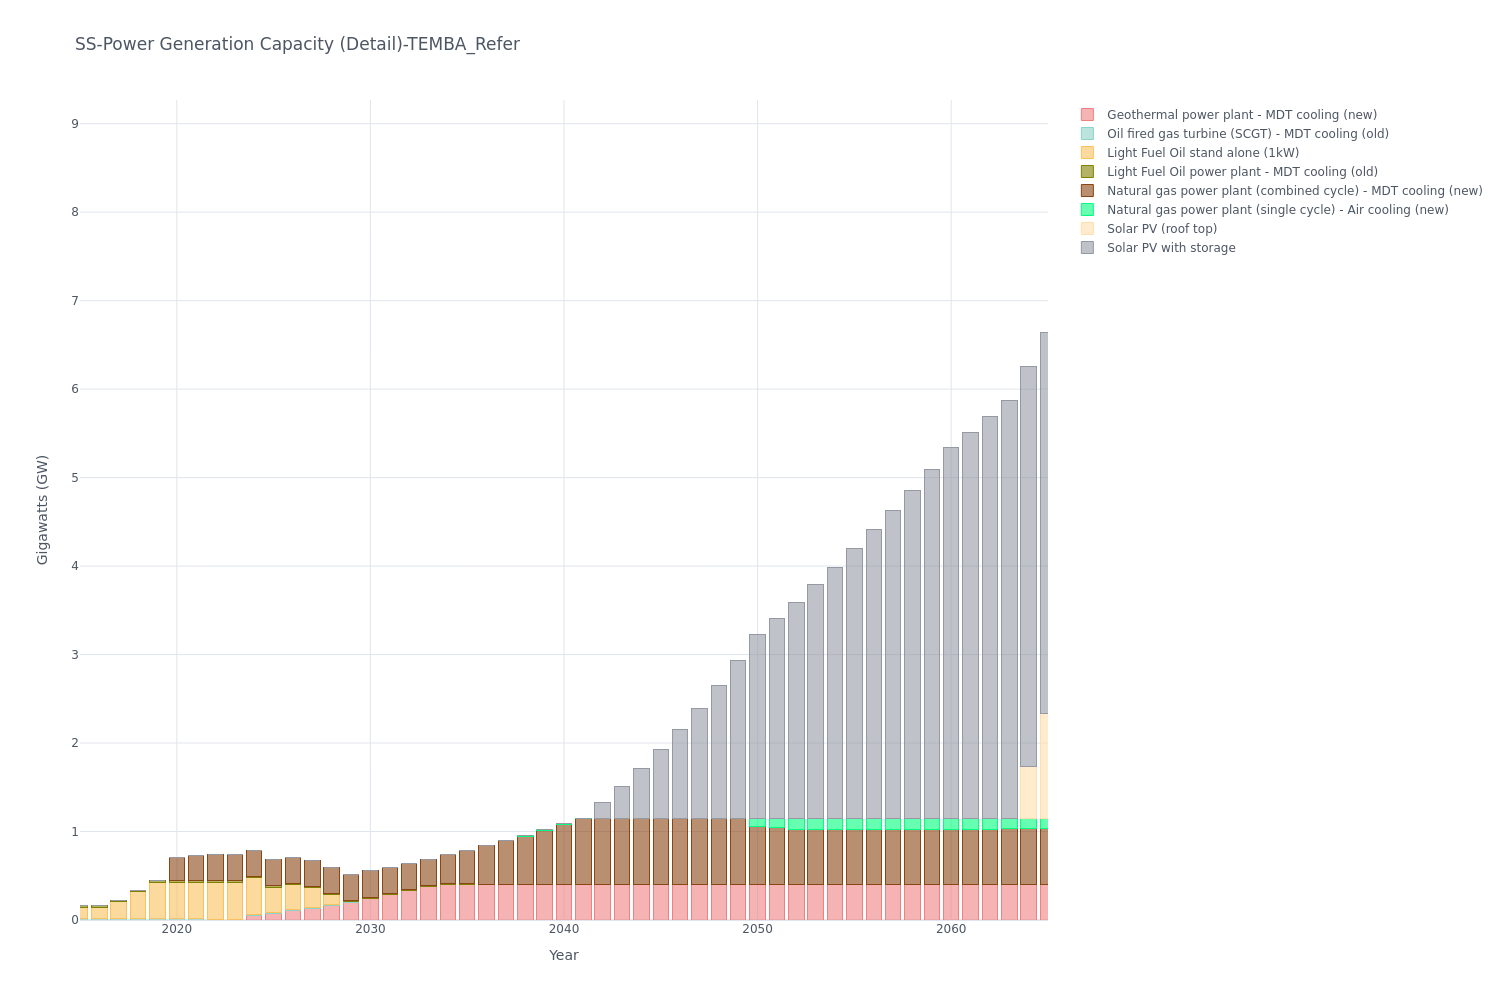 SS-Power Generation Capacity (Detail)-TEMBA_Refer
Geothermal power plant - MDT cooling (new)
Oil fired gas turbine (SCGT) - MDT cooling (old)
Light Fuel Oil stand alone (1kW)
Light Fuel Oil power plant - MDT cooling (old)
Natural gas power plant (combined cycle) - MDT cooling (new)
Natural gas power plant (single cycle) - Air cooling (new)
Solar PV (roof top)
Solar PV with storage
9
8
7
6
5
4
3
2
1
0
Gigawatts (GW)
2020
2030
2040
2050
2060
Year